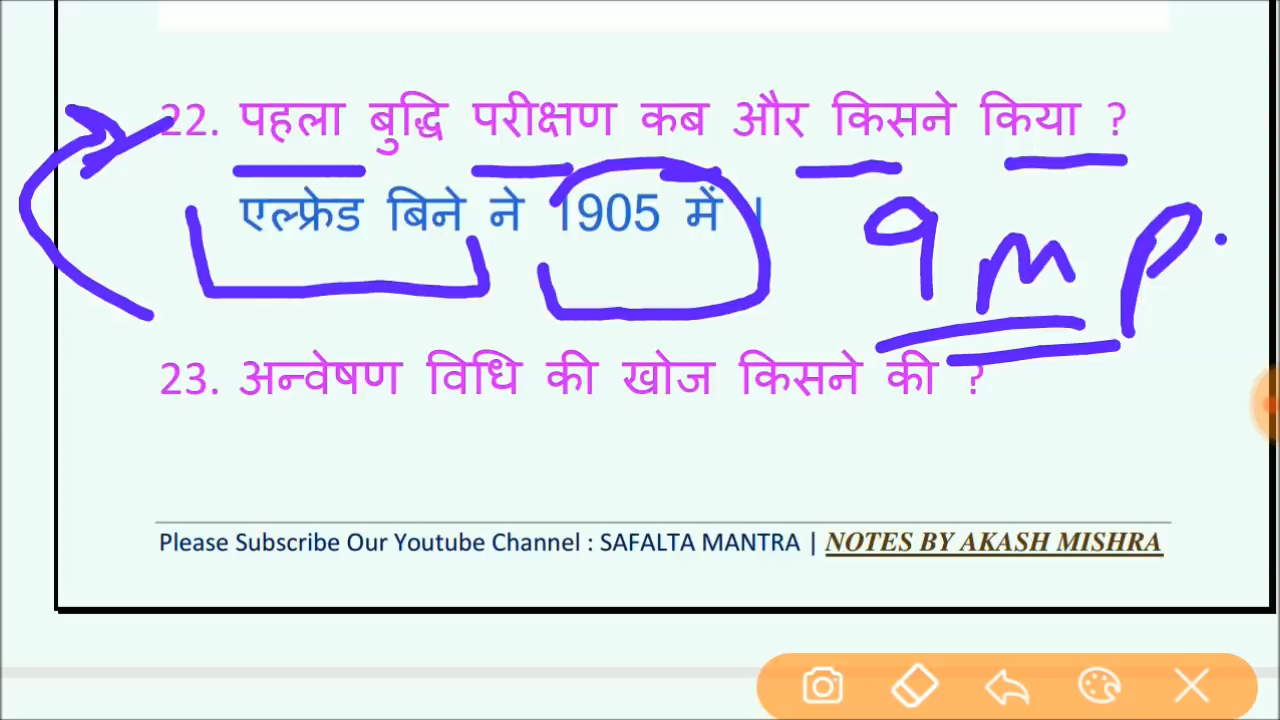 22. पहला बुद्धि परीक्षण कब और किसने किया ?
एल्फ्रेड बिने ने 1905 में ।
9 m p.
23. अन्वेषण विधि की खोज किसने की ?
Please Subscribe Our Youtube Channel : SAFALTA MANTRA | NOTES BY AKASH MISHRA